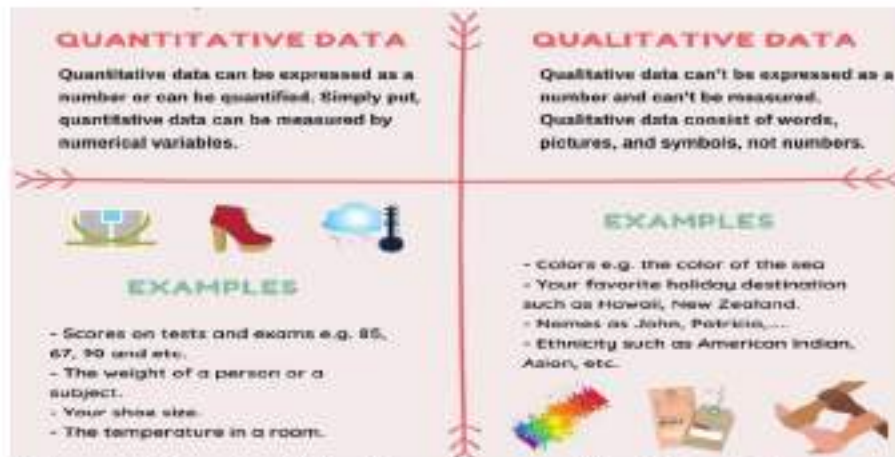 QUANTITATIVE DATA
Quantitative data can be expressed as a
number or can be quantified. Simply put,
quantitative data can be measured by
numerical variables.
EXAMPLES
- Scores on tests and exams e.g. 85,
67, 90 and etc.
- The weight of a person or a
subject.
- Your shoe size.
- The temperature in a room.
QUALITATIVE DATA
Qualitative data can't be expressed as a
number and can't be measured.
Qualitative data consist of words,
pictures, and symbols, not numbers.
EXAMPLES
- Colors e.g. the color of the sea
- Your favorite holiday destination
such as Hawaii, New Zealand.
- Names as John, Patricia,....
- Ethnicity such as American Indian,
Asian, etc.